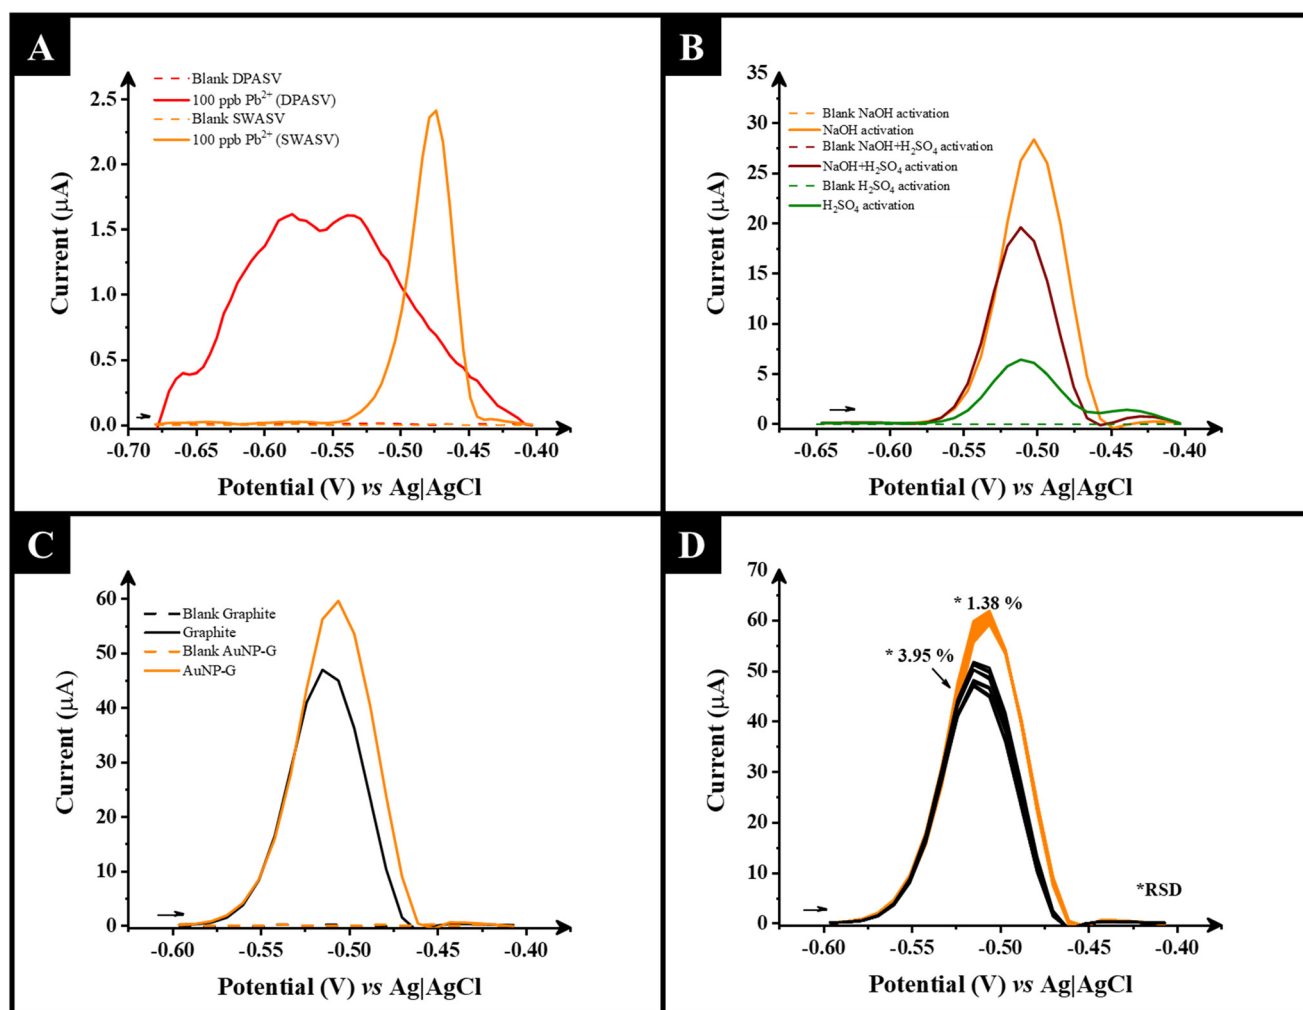 A
Blank DPASV
100 ppb Pb²⁺ (DPASV)
Blank SWASV
100 ppb Pb²⁺ (SWASV)
2.5
2.0
1.5
1.0
0.5
0.0
Current (μA)
-0.70 -0.65 -0.60 -0.55 -0.50 -0.45 -0.40
Potential (V) vs Ag|AgCl
B
Blank NaOH activation
NaOH activation
Blank NaOH+H₂SO₄ activation
NaOH+H₂SO₄ activation
Blank H₂SO₄ activation
H₂SO₄ activation
35
30
25
20
15
10
5
0
Current (μA)
-0.65 -0.60 -0.55 -0.50 -0.45 -0.40
Potential (V) vs Ag|AgCl
C
Blank Graphite
Graphite
Blank AuNP-G
AuNP-G
60
50
40
30
20
10
0
Current (μA)
-0.60 -0.55 -0.50 -0.45 -0.40
Potential (V) vs Ag|AgCl
D
* 1.38 %
* 3.95 %
*RSD
70
60
50
40
30
20
10
0
Current (μA)
-0.60 -0.55 -0.50 -0.45 -0.40
Potential (V) vs Ag|AgCl